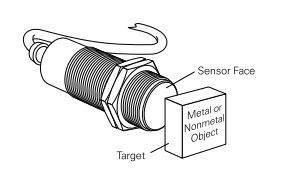 Sensor Face
Metal or
Nonmetal
Object
Target